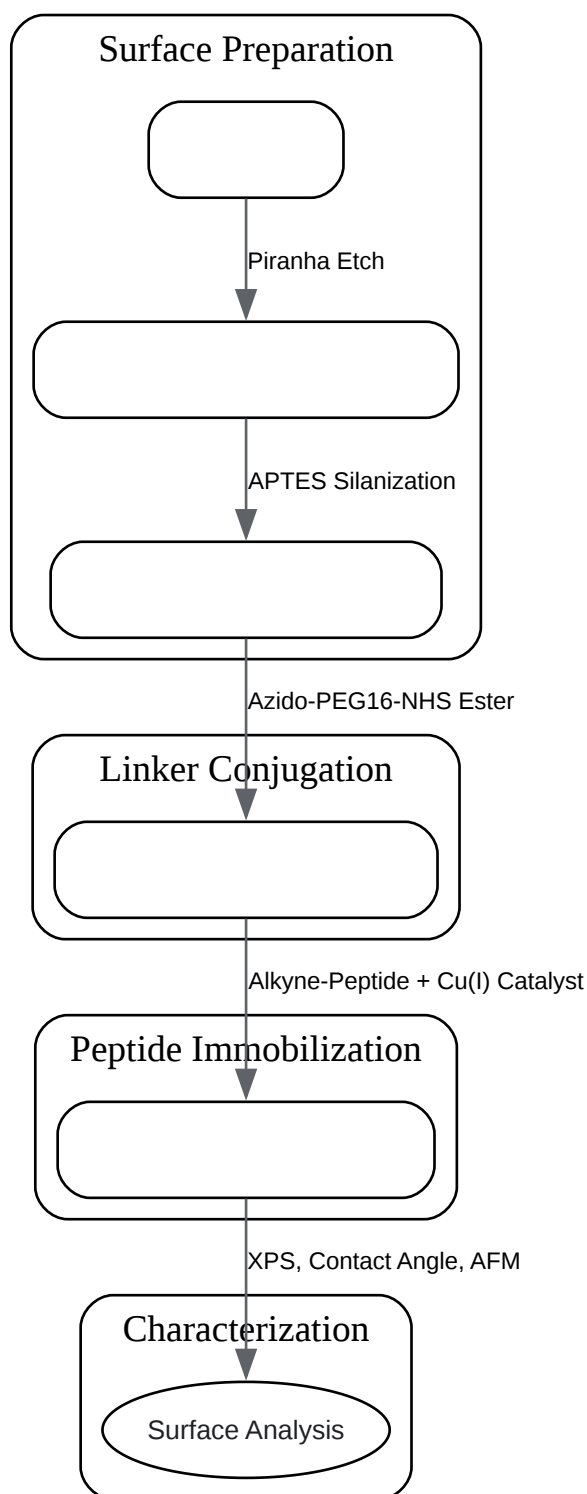 Surface Preparation
Piranha Etch
APTES Silanization
Azido-PEG16-NHS Ester
Linker Conjugation
Alkyne-Peptide + Cu(I) Catalyst
Peptide Immobilization
XPS, Contact Angle, AFM
Characterization
Surface Analysis